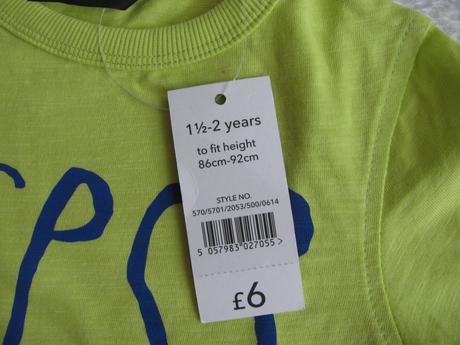 1½-2 years
to fit height
86cm-92cm
STYLE NO.
570/5701/2053/500/0614
5 057983 027055 >
£6